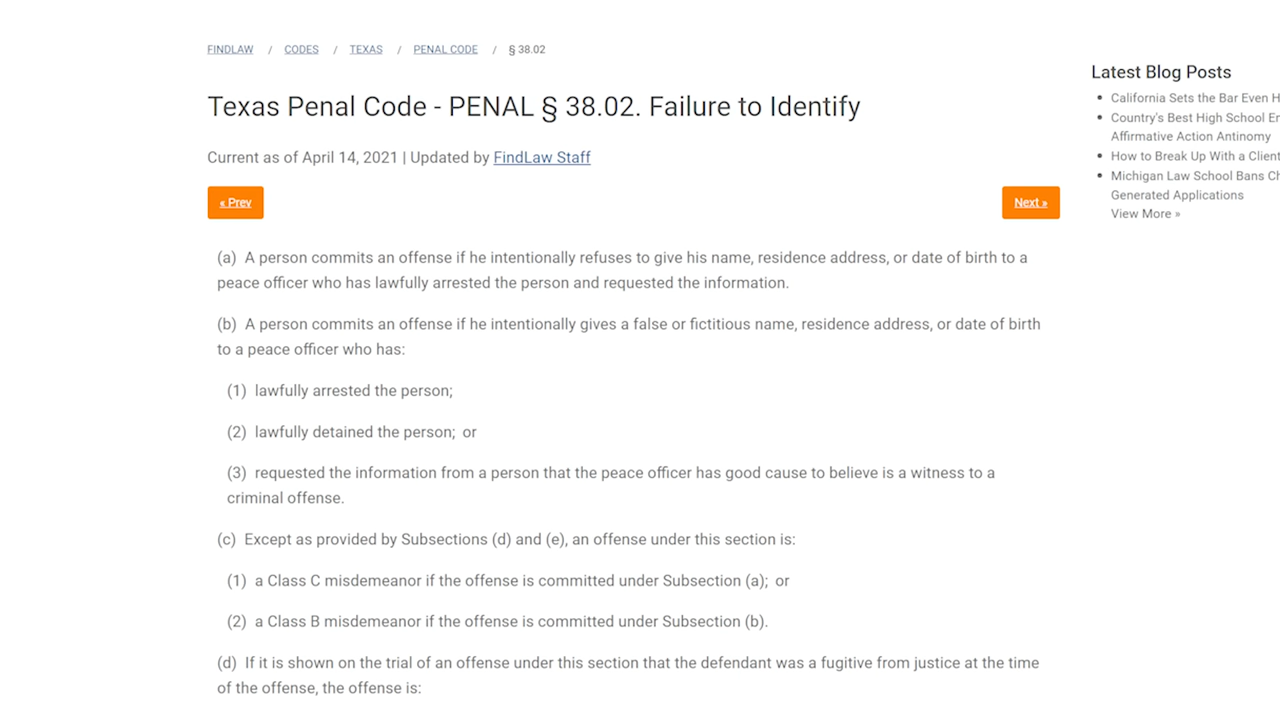 FINDLAW / CODES / TEXAS / PENAL CODE / § 38.02
Texas Penal Code - PENAL § 38.02. Failure to Identify
Current as of April 14, 2021 | Updated by FindLaw Staff
« Prev
Next »
(a) A person commits an offense if he intentionally refuses to give his name, residence address, or date of birth to a
peace officer who has lawfully arrested the person and requested the information.
(b) A person commits an offense if he intentionally gives a false or fictitious name, residence address, or date of birth
to a peace officer who has:
(1) lawfully arrested the person;
(2) lawfully detained the person; or
(3) requested the information from a person that the peace officer has good cause to believe is a witness to a
criminal offense.
(c) Except as provided by Subsections (d) and (e), an offense under this section is:
(1) a Class C misdemeanor if the offense is committed under Subsection (a); or
(2) a Class B misdemeanor if the offense is committed under Subsection (b).
(d) If it is shown on the trial of an offense under this section that the defendant was a fugitive from justice at the time
of the offense, the offense is:
Latest Blog Posts
California Sets the Bar Even H
Country's Best High School En
Affirmative Action Antinomy
How to Break Up With a Client
Michigan Law School Bans Ch
Generated Applications
View More »